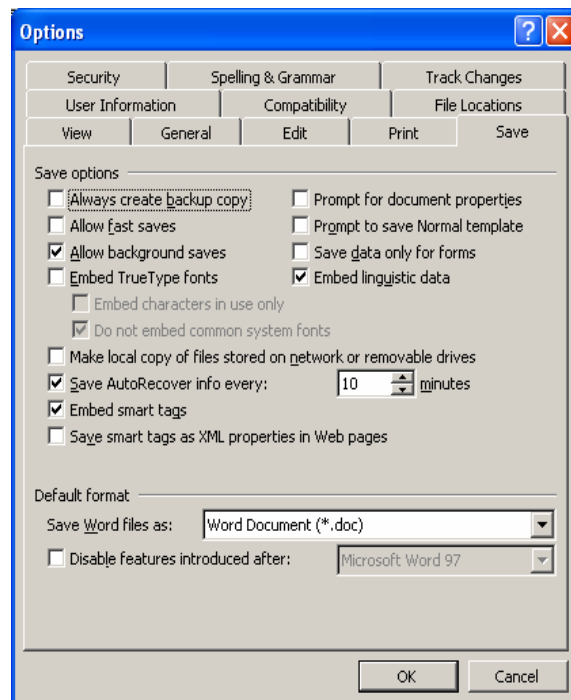 Options
Security Spelling & Grammar Track Changes
User Information Compatibility File Locations
View General Edit Print Save
Save options
Always create backup copy Prompt for document properties
Allow fast saves Prompt to save Normal template
Allow background saves Save data only for forms
Embed TrueType fonts Embed linguistic data
Embed characters in use only
Do not embed common system fonts
Make local copy of files stored on network or removable drives
Save AutoRecover info every: 10 minutes
Embed smart tags
Save smart tags as XML properties in Web pages
Default format
Save Word files as: Word Document (*.doc)
Disable features introduced after: Microsoft Word 97
OK Cancel